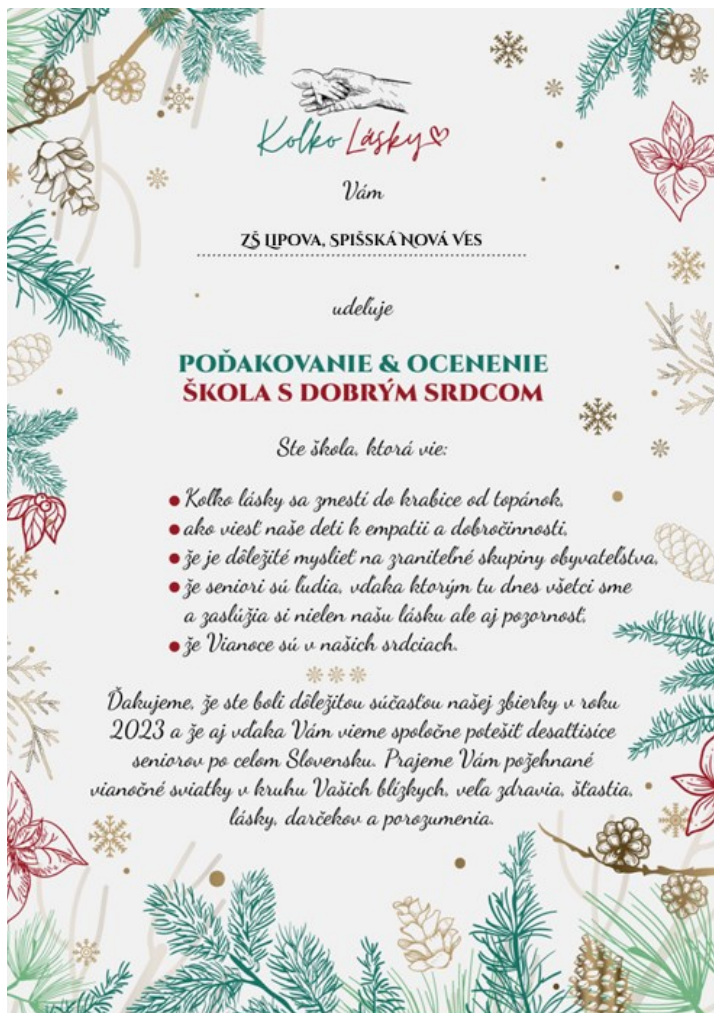 Koľko Lásky
Vám
ZŠ LIPOVA, SPIŠSKÁ NOVÁ VES
udeľuje
POĎAKOVANIE & OCENENIE
ŠKOLA S DOBRÝM SRDCOM
Ste škola, ktorá vie:
Koľko lásky sa zmestí do krabice od topánok,
ako viesť naše deti k empatii a dobročinnosti,
že je dôležité myslieť na zraniteľné skupiny obyvateľstva,
že seniori sú ľudia, vďaka ktorým tu dnes všetci sme
a zaslúžia si nielen našu lásku ale aj pozornosť,
že Vianoce sú v našich srdciach.
Ďakujeme, že ste boli dôležitou súčasťou našej zbierky v roku
2023 a že aj vďaka Vám vieme spoločne potešiť desaťtisíce
seniorov po celom Slovensku. Prajeme Vám požehnané
vianočné sviatky v kruhu Vašich blízkych, veľa zdravia, šťastia,
lásky, darčekov a porozumenia.